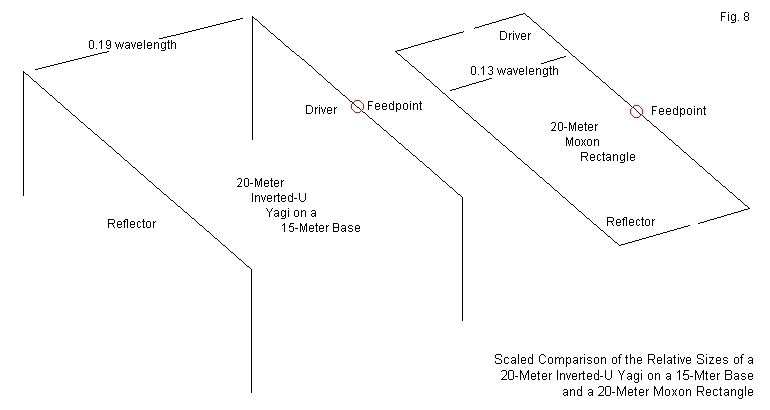 Fig. 8
0.19 wavelength
Driver
Feedpoint
20-Meter
Inverted-U
Yagi on a
15-Meter Base
Reflector
Driver
0.13 wavelength
Feedpoint
20-Meter
Moxon
Rectangle
Reflector
Scaled Comparison of the Relative Sizes of a
20-Meter Inverted-U Yagi on a 15-Mter Base
and a 20-Meter Moxon Rectangle